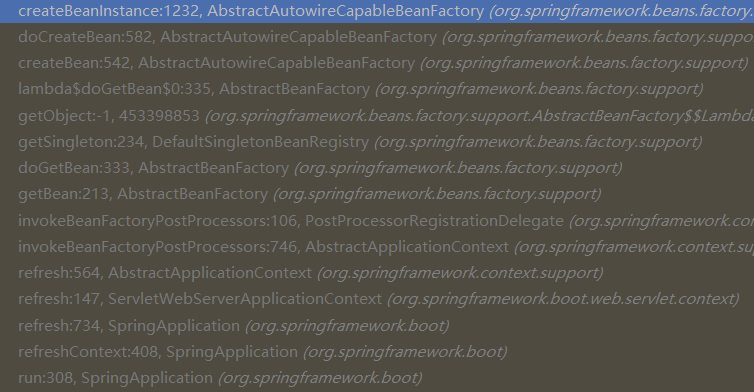 createBeanInstance:1232, AbstractAutowireCapableBeanFactory (org.springframework.beans.factory.
doCreateBean:582, AbstractAutowireCapableBeanFactory (org.springframework.beans.factory.suppo
createBean:542, AbstractAutowireCapableBeanFactory (org.springframework.beans.factory.support)
lambda$doGetBean$0:335, AbstractBeanFactory (org.springframework.beans.factory.support)
getObject:-1, 453398853 (org.springframework.beans.factory.support.AbstractBeanFactory$$Lambda
getSingleton:234, DefaultSingletonBeanRegistry (org.springframework.beans.factory.support)
doGetBean:333, AbstractBeanFactory (org.springframework.beans.factory.support)
getBean:213, AbstractBeanFactory (org.springframework.beans.factory.support)
invokeBeanFactoryPostProcessors:106, PostProcessorRegistrationDelegate (org.springframework.con
invokeBeanFactoryPostProcessors:746, AbstractApplicationContext (org.springframework.context.su
refresh:564, AbstractApplicationContext (org.springframework.context.support)
refresh:147, ServletWebServerApplicationContext (org.springframework.boot.web.servlet.context)
refresh:734, SpringApplication (org.springframework.boot)
refreshContext:408, SpringApplication (org.springframework.boot)
run:308, SpringApplication (org.springframework.boot)